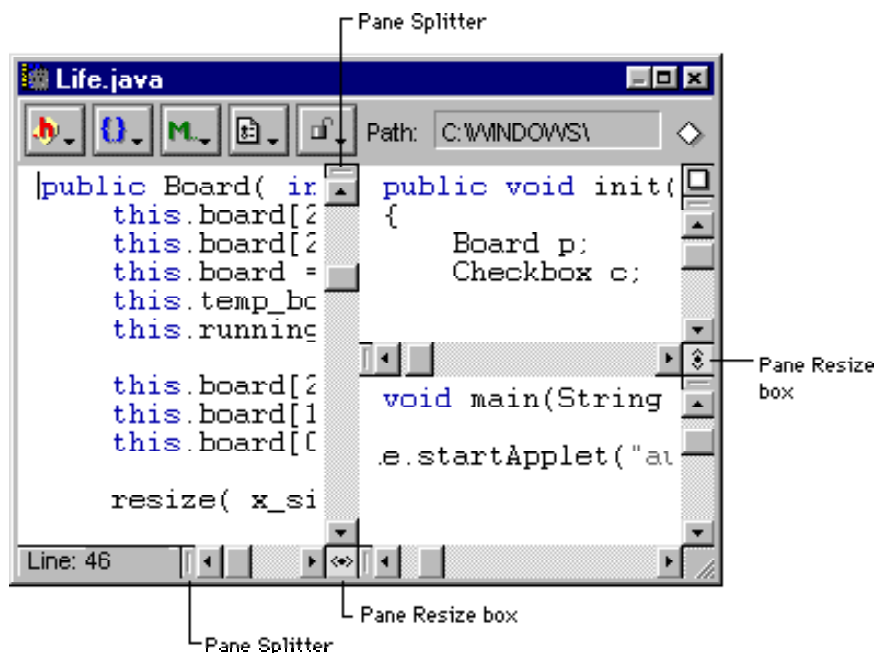 Pane Splitter
Life.java
.h {} M... Path: C:\WINDOWS\
public Board( in
this.board[2
this.board[2
this.board =
this.temp_bo
this.running
this.board[2
this.board[1
this.board[0
resize( x_si
public void init(
{
Board p;
Checkbox c;
void main(String
.e.startApplet("au
Pane Resize
box
Line: 46
Pane Resize box
Pane Splitter